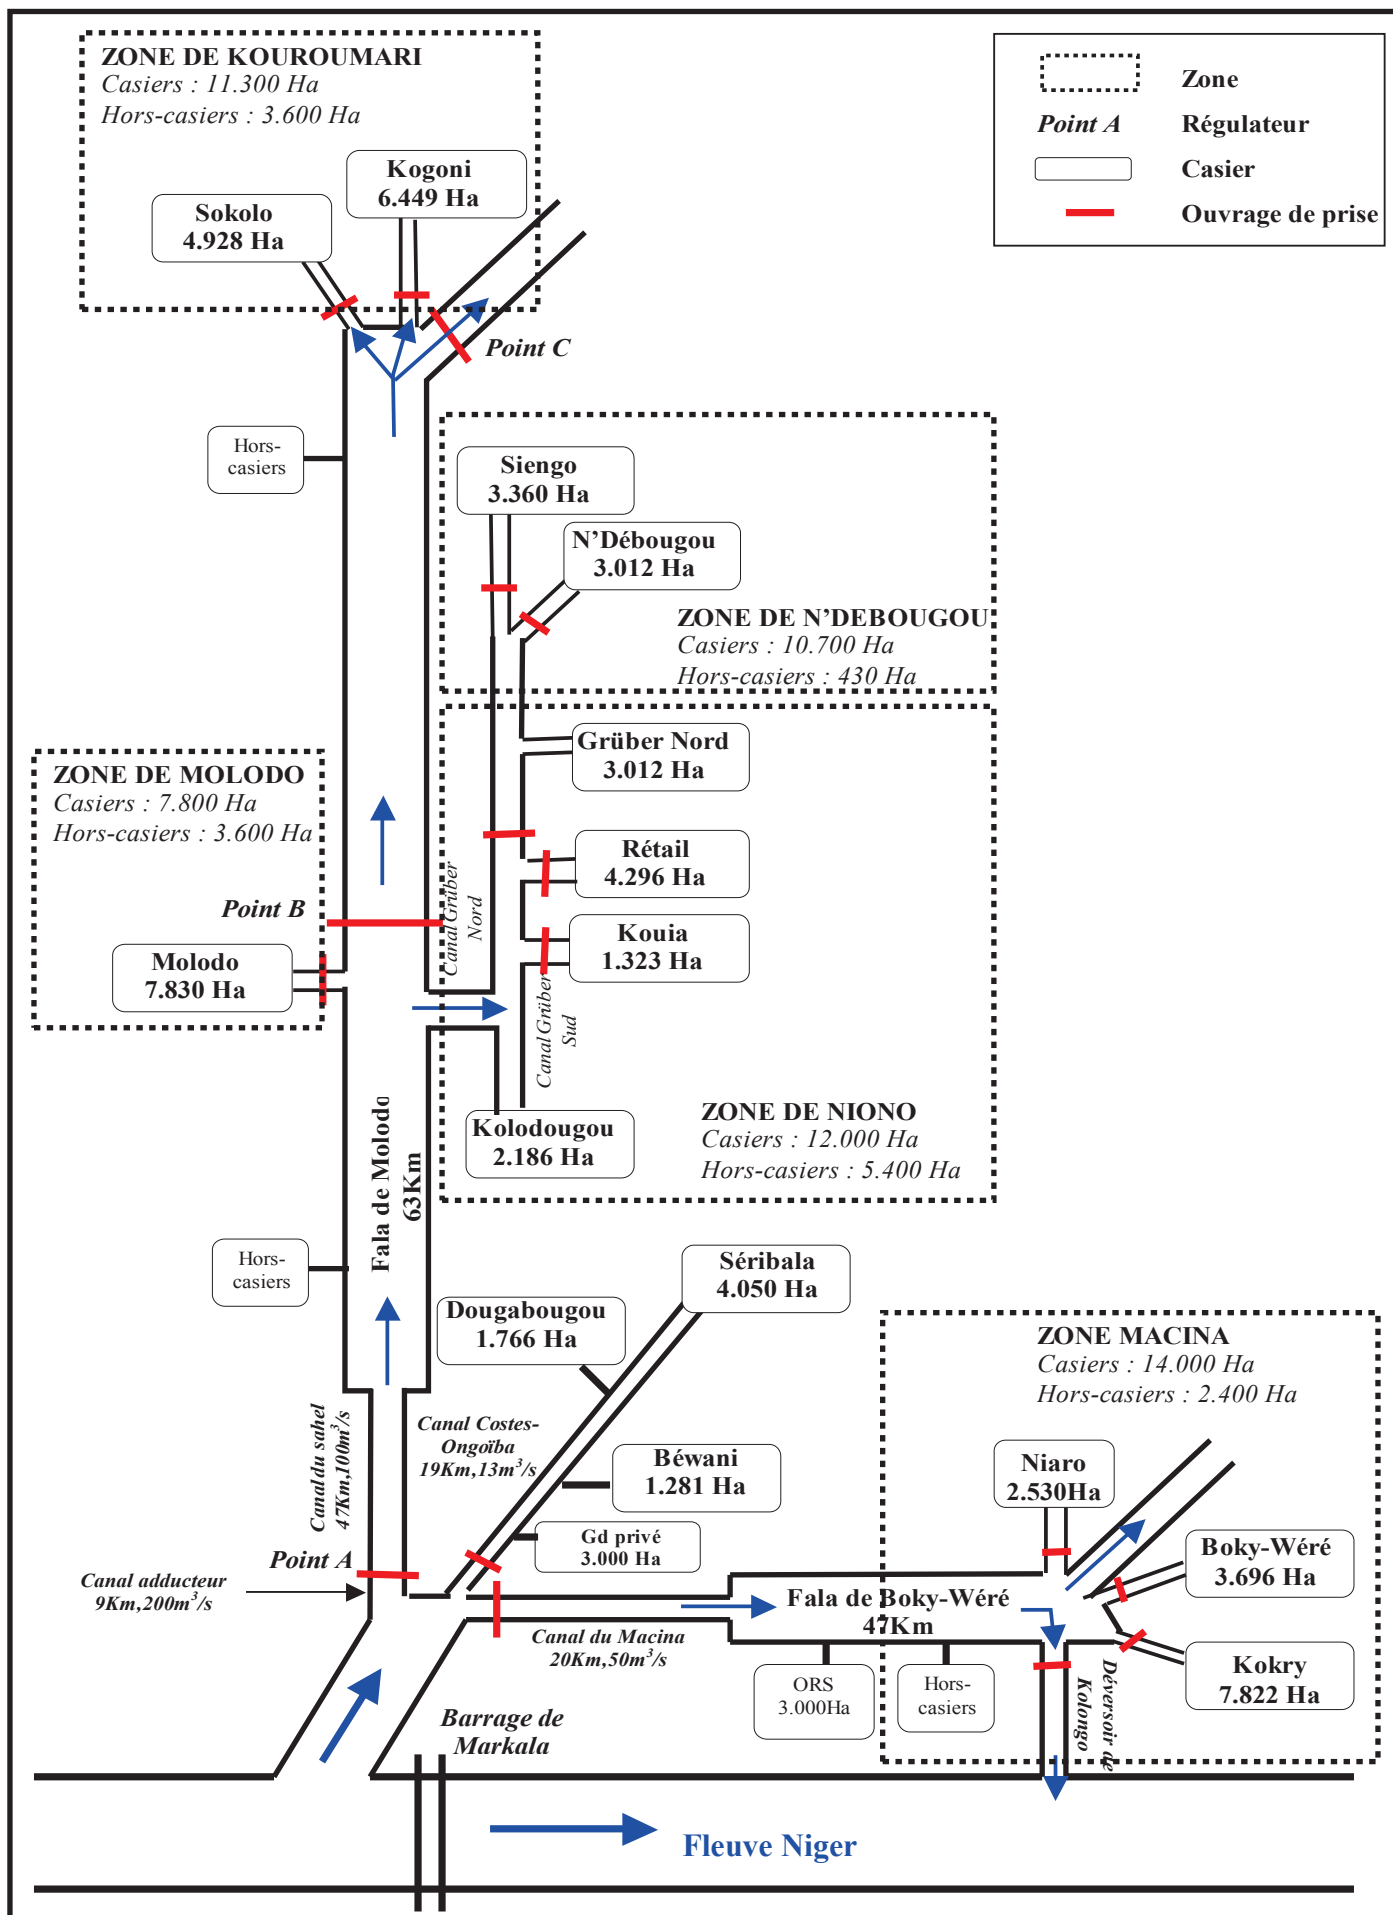 ZONE DE KOUROUMARI
Casiers : 11.300 Ha
Hors-casiers : 3.600 Ha
Zone
Point A
Régulateur
Casier
Ouvrage de prise
Kogoni
6.449 Ha
Sokolo
4.928 Ha
Point C
Hors-
casiers
Siengo
3.360 Ha
N’Débougou
3.012 Ha
ZONE DE N’DEBOUGOU
Casiers : 10.700 Ha
Hors-casiers : 430 Ha
Grüber Nord
3.012 Ha
ZONE DE MOLODO
Casiers : 7.800 Ha
Hors-casiers : 3.600 Ha
Rétail
4.296 Ha
Canal Grüber
Nord
Point B
Kouia
1.323 Ha
Molodo
7.830 Ha
Canal Grüber
Sud
Kolodougou
2.186 Ha
ZONE DE NIONO
Casiers : 12.000 Ha
Hors-casiers : 5.400 Ha
Fala de Molodo
63Km
Hors-
casiers
Séribala
4.050 Ha
Dougabougou
1.766 Ha
ZONE MACINA
Casiers : 14.000 Ha
Hors-casiers : 2.400 Ha
Canal du sahel
47Km,100m³/s
Canal Costes-
Ongoïba
19Km,13m³/s
Béwani
1.281 Ha
Niaro
2.530Ha
Gd privé
3.000 Ha
Point A
Boky-Wéré
3.696 Ha
Canal adducteur
9Km,200m³/s
Fala de Boky-Wéré
47Km
Canal du Macina
20Km,50m³/s
ORS
3.000Ha
Hors-
casiers
Déversoir de
Kolongo
Kokry
7.822 Ha
Barrage de
Markala
Fleuve Niger